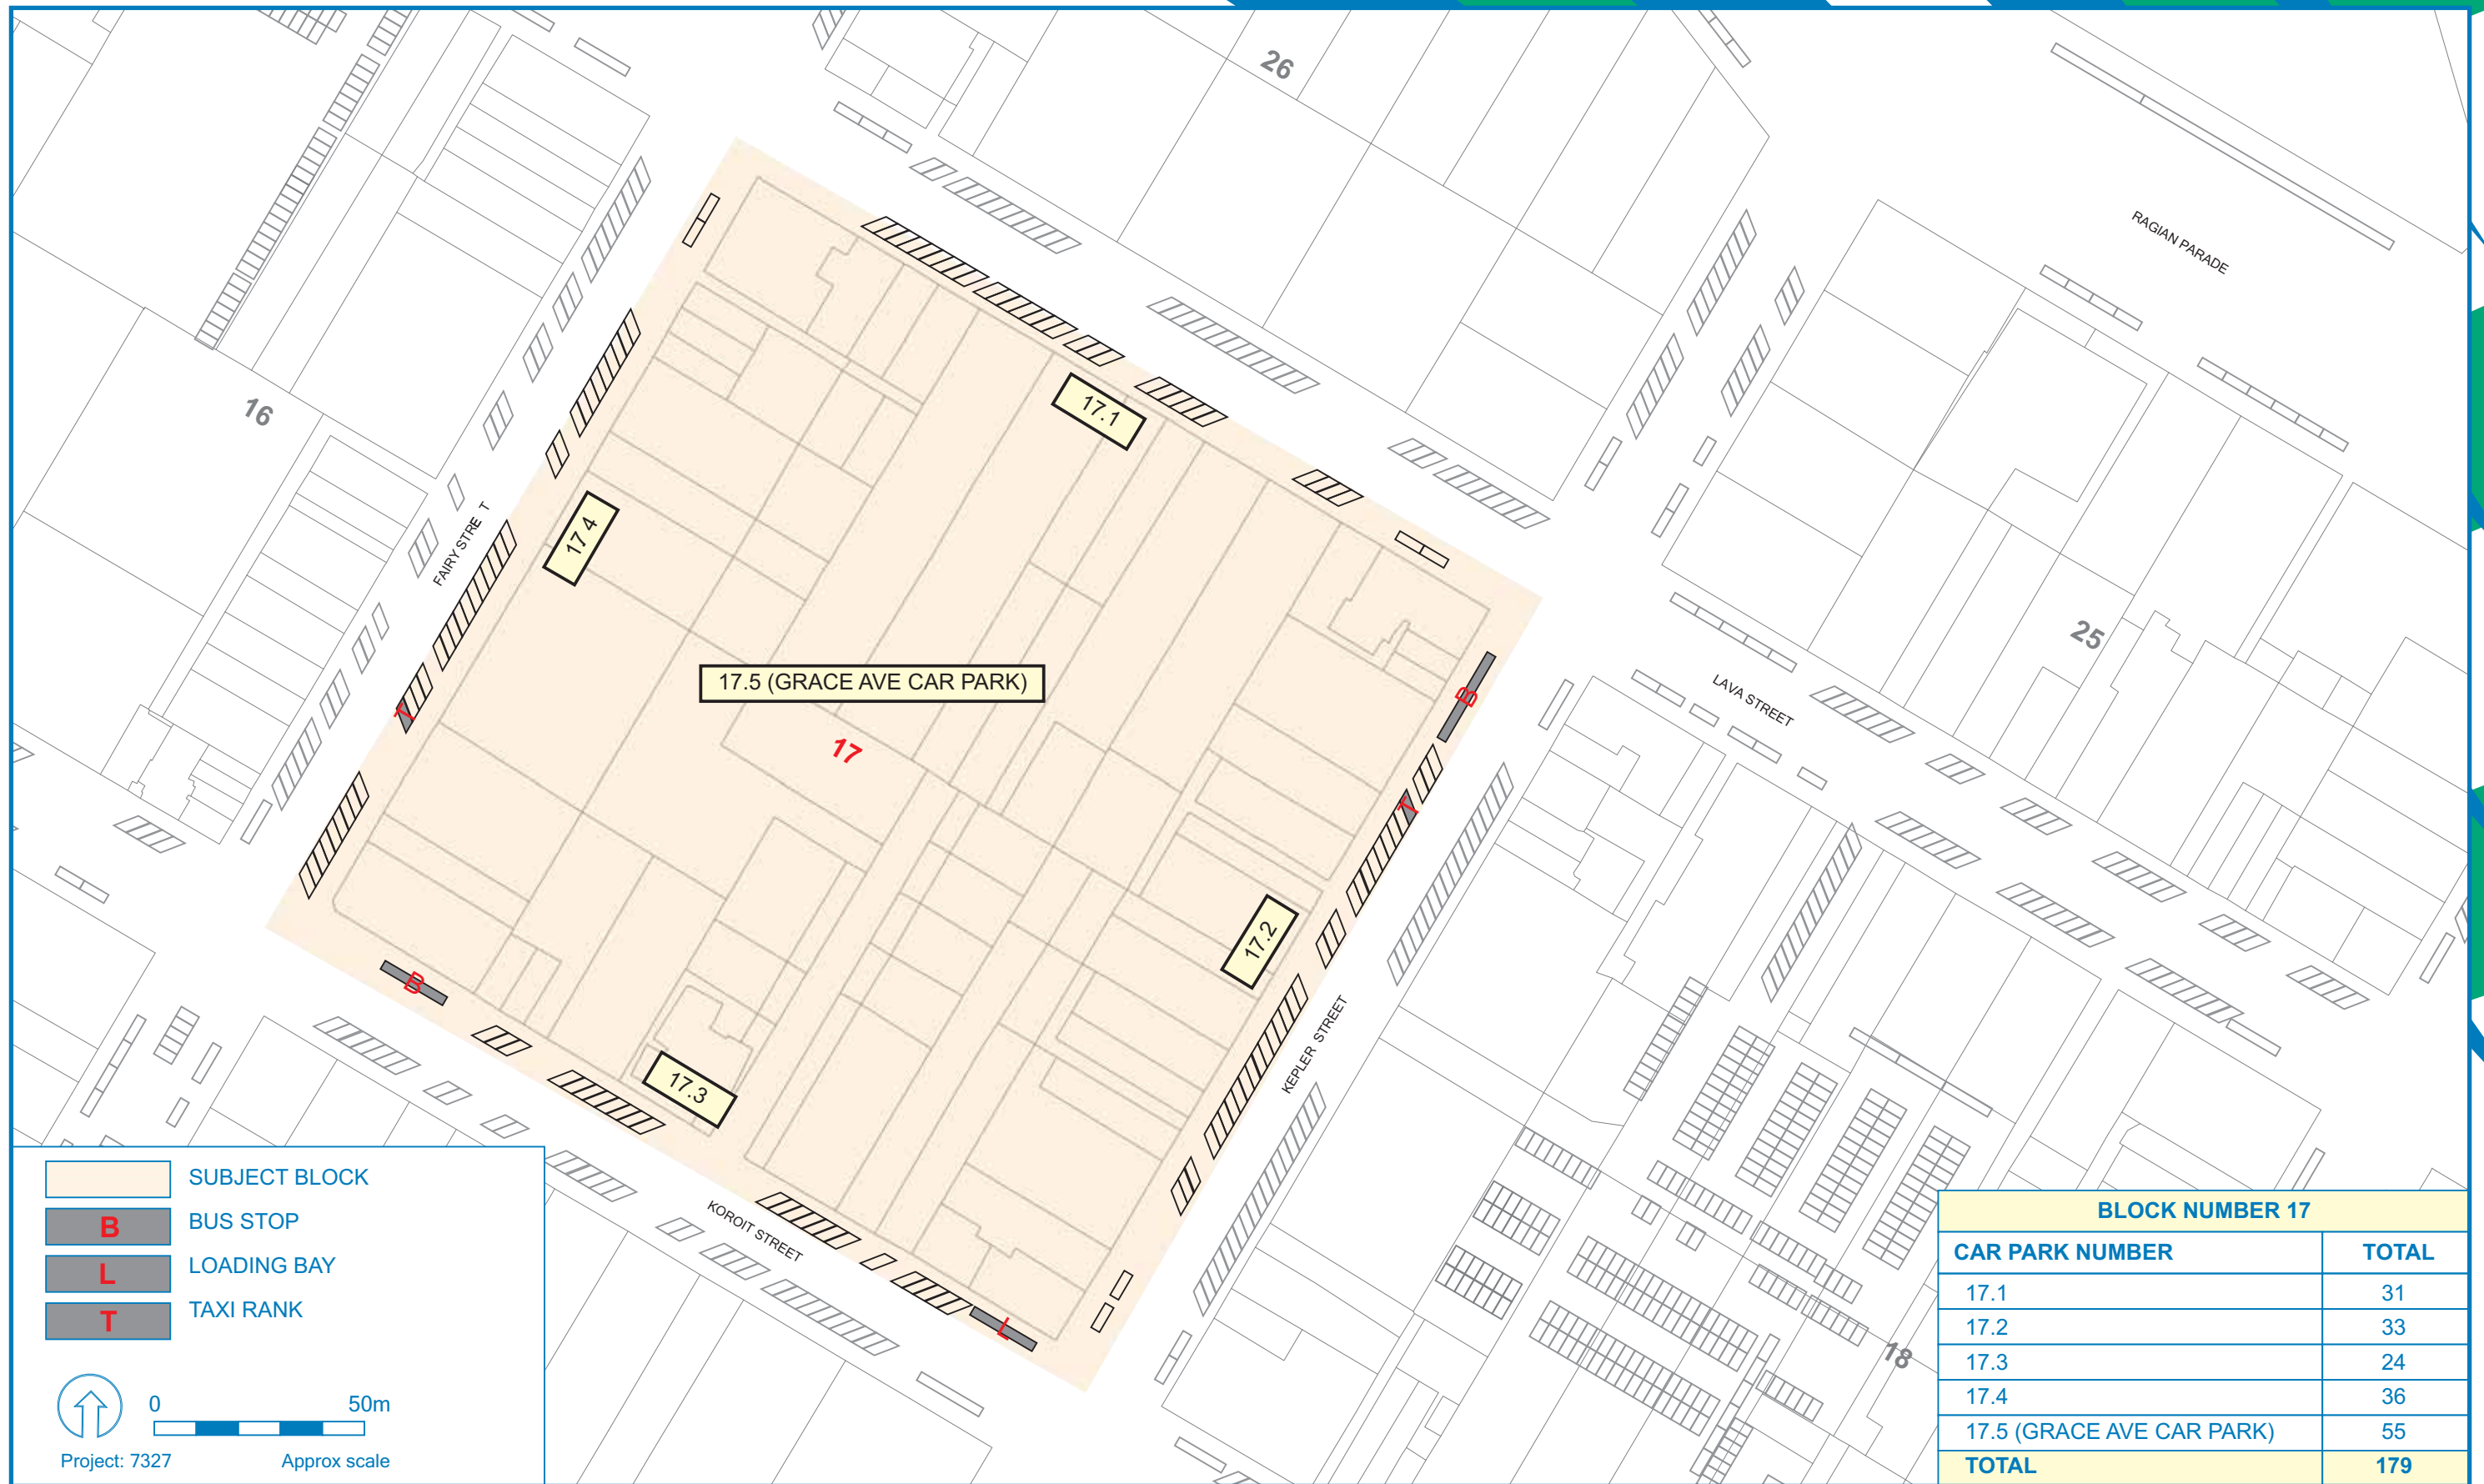 26
RAGIAN PARADE
16
17.1
17.4
FAIRY STRE T
25
17.5 (GRACE AVE CAR PARK)
B
LAVA STREET
T
17
T
17.2
B
KEPLER STREET
17.3
KOROIT STREET
L
18
SUBJECT BLOCK
B BUS STOP
L LOADING BAY
T TAXI RANK
0 50m
Project: 7327 Approx scale
BLOCK NUMBER 17
CAR PARK NUMBER TOTAL
17.1 31
17.2 33
17.3 24
17.4 36
17.5 (GRACE AVE CAR PARK) 55
TOTAL 179